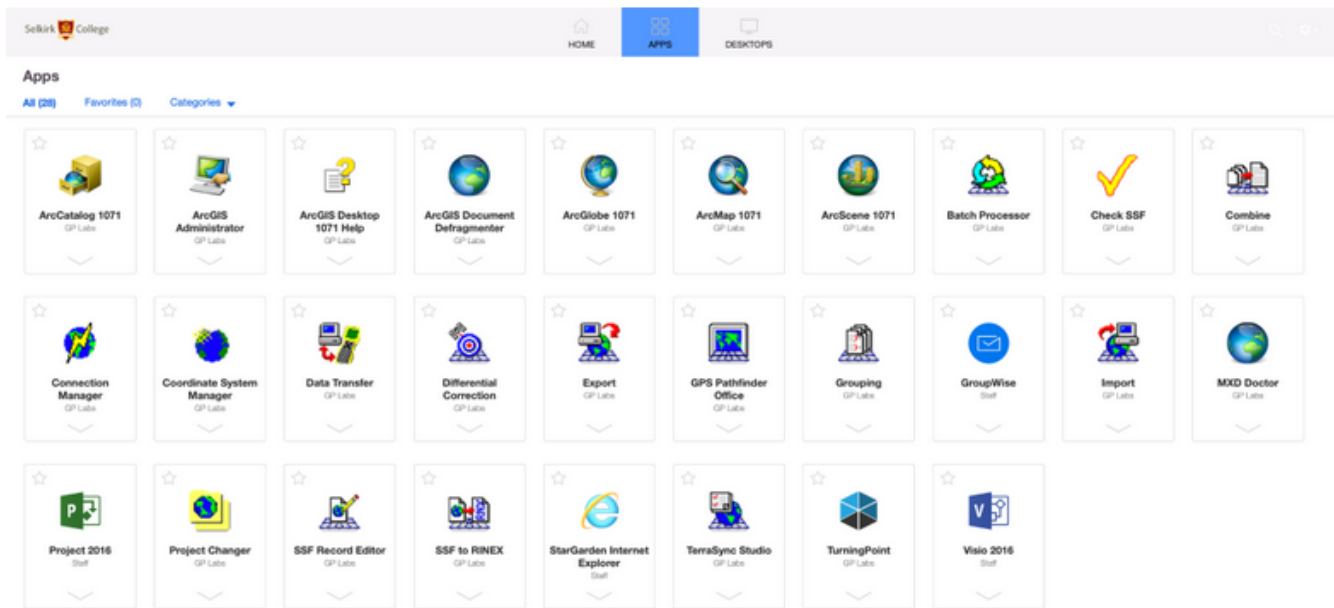 Selkirk College
HOME
APPS
DESKTOPS
Apps
All (28)
Favorites (0)
Categories
ArcCatalog 1071
GP Labs
ArcGIS
Administrator
GP Labs
ArcGIS Desktop
1071 Help
GP Labs
ArcGIS Document
Defragmenter
GP Labs
ArcGlobe 1071
GP Labs
ArcMap 1071
GP Labs
ArcScene 1071
GP Labs
Batch Processor
GP Labs
Check SSF
GP Labs
Combine
GP Labs
Connection
Manager
GP Labs
Coordinate System
Manager
GP Labs
Data Transfer
GP Labs
Differential
Correction
GP Labs
Export
GP Labs
GPS Pathfinder
Office
GP Labs
Grouping
GP Labs
GroupWise
Staff
Import
GP Labs
MXD Doctor
GP Labs
Project 2016
Staff
Project Changer
GP Labs
SSF Record Editor
GP Labs
SSF to RINEX
GP Labs
StarGarden Internet
Explorer
Staff
TerraSync Studio
GP Labs
TurningPoint
GP Labs
Visio 2016
Staff